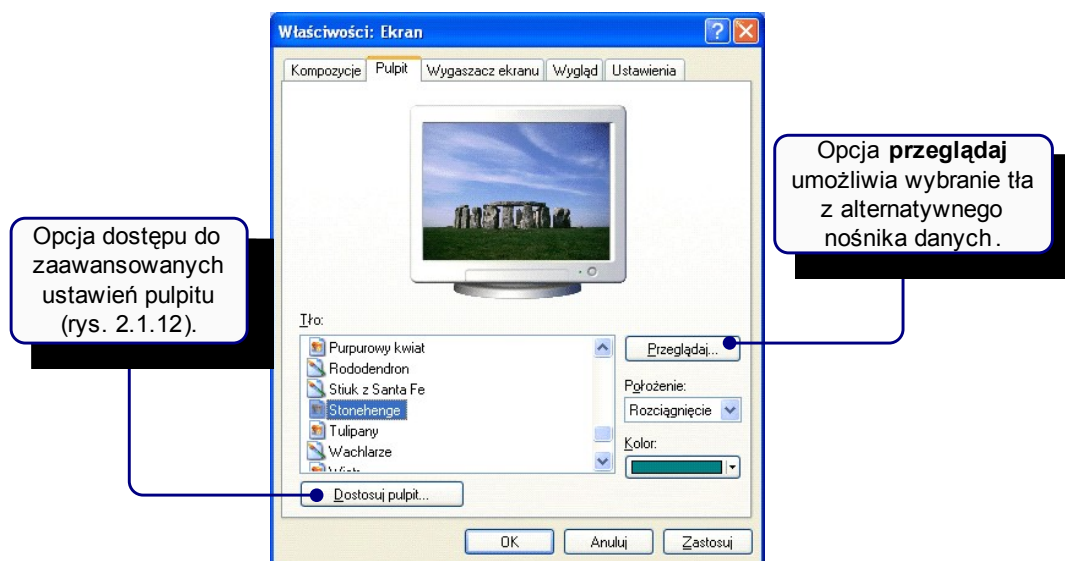 Właściwości: Ekran
Kompozycje Pulpit Wygaszacz ekranu Wygląd Ustawienia
Opcja przeglądaj
umożliwia wybranie tła
z alternatywnego
nośnika danych.
Opcja dostępu do
zaawansowanych
ustawień pulpitu
(rys. 2.1.12).
Tło:
Purpurowy kwiat
Rododendron
Stiuk z Santa Fe
Stonehenge
Tulipany
Wachlarze
Przeglądaj...
Położenie:
Rozciągnięcie
Kolor:
Dostosuj pulpit...
OK Anuluj Zastosuj